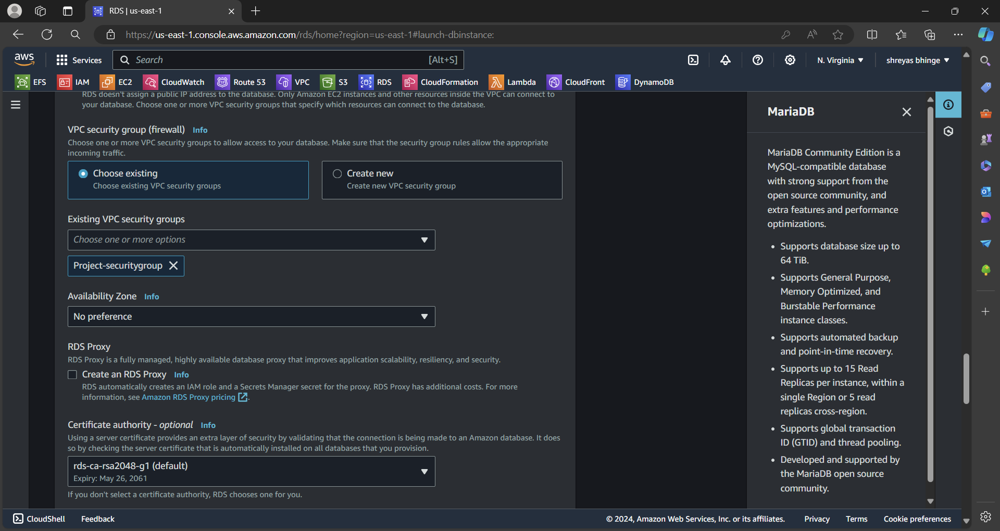 RDS | us-east-1
https://us-east-1.console.aws.amazon.com/rds/home?region=us-east-1#launch-dbinstance:
aws
Services
Search [Alt+S]
N. Virginia
shreyas bhinge
EFS IAM EC2 CloudWatch Route 53 VPC S3 RDS CloudFormation Lambda CloudFront DynamoDB
RDS doesn't assign a public IP address to the database. Only Amazon EC2 instances and other resources inside the VPC can connect to
your database. Choose one or more VPC security groups that specify which resources can connect to the database.
VPC security group (firewall) Info
Choose one or more VPC security groups to allow access to your database. Make sure that the security group rules allow the appropriate
incoming traffic.
Choose existing
Choose existing VPC security groups
Create new
Create new VPC security group
Existing VPC security groups
Choose one or more options
Project-securitygroup
Availability Zone Info
No preference
RDS Proxy
RDS Proxy is a fully managed, highly available database proxy that improves application scalability, resiliency, and security.
Create an RDS Proxy Info
RDS automatically creates an IAM role and a Secrets Manager secret for the proxy. RDS Proxy has additional costs. For more
information, see Amazon RDS Proxy pricing.
Certificate authority - optional Info
Using a server certificate provides an extra layer of security by validating that the connection is being made to an Amazon database. It does
so by checking the server certificate that is automatically installed on all databases that you provision.
rds-ca-rsa2048-g1 (default)
Expiry: May 26, 2061
If you don't select a certificate authority, RDS chooses one for you.
MariaDB
MariaDB Community Edition is a
MySQL-compatible database
with strong support from the
open source community, and
extra features and performance
optimizations.
• Supports database size up to
64 TiB.
• Supports General Purpose,
Memory Optimized, and
Burstable Performance
instance classes.
• Supports automated backup
and point-in-time recovery.
• Supports up to 15 Read
Replicas per instance, within a
single Region or 5 read
replicas cross-region.
• Supports global transaction
ID (GTID) and thread pooling.
• Developed and supported by
the MariaDB open source
community.
CloudShell Feedback
© 2024, Amazon Web Services, Inc. or its affiliates. Privacy Terms Cookie preferences